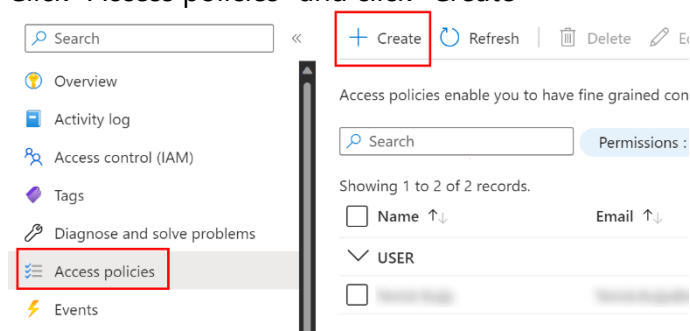 Click "Access policies" and click "Create"
Search
Overview
Activity log
Access control (IAM)
Tags
Diagnose and solve problems
Access policies
Events
+ Create Refresh Delete
Access policies enable you to have fine grained con
Search Permissions :
Showing 1 to 2 of 2 records.
Name ↑↓ Email ↑↓
USER